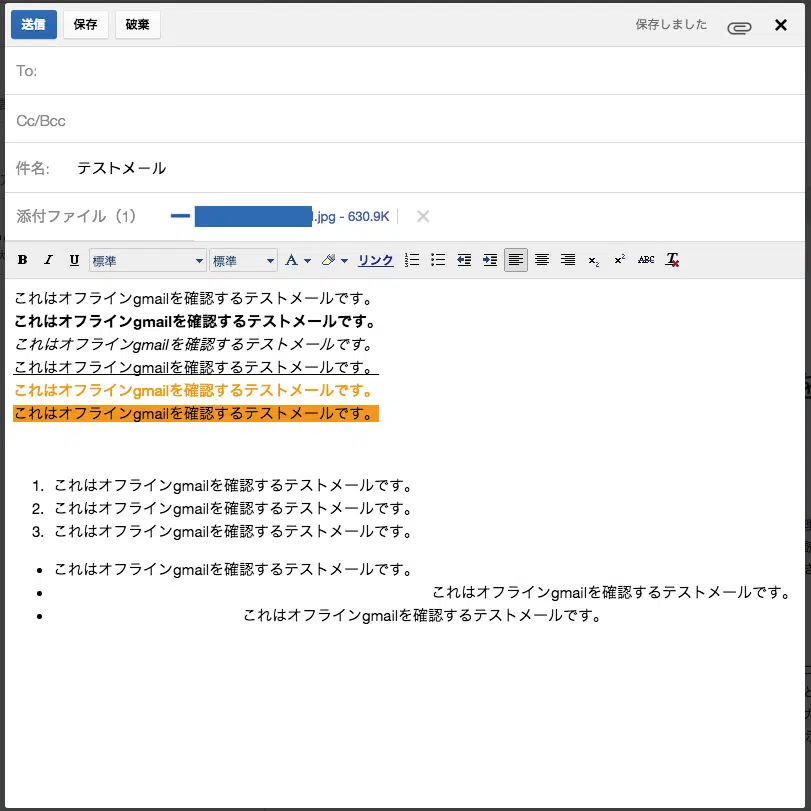 送信 保存 破棄 保存しました
To:
Cc/Bcc
件名: テストメール
添付ファイル（1） .jpg - 630.9K
B I U 標準 標準 A リンク x₂ x² ABC T
これはオフラインgmailを確認するテストメールです。
これはオフラインgmailを確認するテストメールです。
これはオフラインgmailを確認するテストメールです。
これはオフラインgmailを確認するテストメールです。
これはオフラインgmailを確認するテストメールです。
これはオフラインgmailを確認するテストメールです。
1. これはオフラインgmailを確認するテストメールです。
2. これはオフラインgmailを確認するテストメールです。
3. これはオフラインgmailを確認するテストメールです。
• これはオフラインgmailを確認するテストメールです。
• これはオフラインgmailを確認するテストメールです。
• これはオフラインgmailを確認するテストメールです。